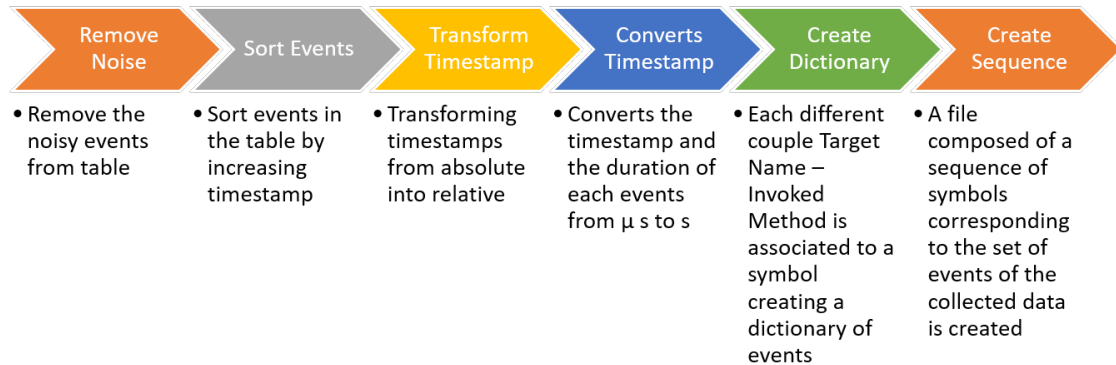 Remove
Noise
Sort Events
Transform
Timestamp
Converts
Timestamp
Create
Dictionary
Create
Sequence
• Remove the
noisy events
from table
• Sort events in
the table by
increasing
timestamp
• Transforming
timestamps
from absolute
into relative
• Converts the
timestamp and
the duration of
each events
from μ s to s
• Each different
couple Target
Name –
Invoked
Method is
associated to a
symbol
creating a
dictionary of
events
• A file
composed of a
sequence of
symbols
corresponding
to the set of
events of the
collected data
is created